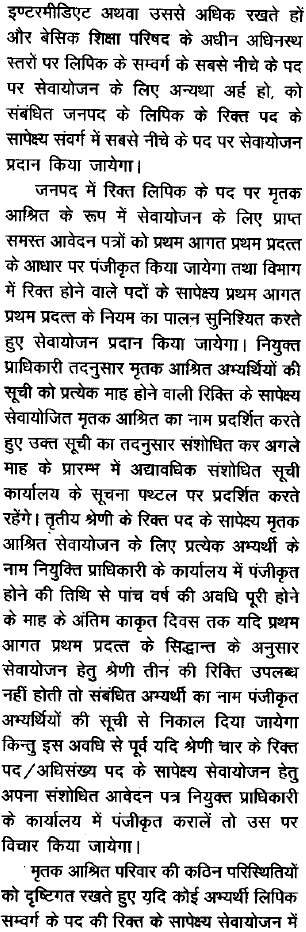 इण्टरमीडिएट अथवा उससे अधिक रखते हों
और बेसिक शिक्षा परिषद के अधीन अधिनस्थ
स्तरों पर लिपिक के सम्वर्ग के सबसे नीचे के पद
पर सेवायोजन के लिए अन्यथा अर्ह हो, को
संबंधित जनपद के लिपिक के रिक्त पद के
सापेक्ष्य संवर्ग में सबसे नीचे के पद पर सेवायोजन
प्रदान किया जायेगा।
जनपद में रिक्त लिपिक के पद पर मृतक
आश्रित के रूप में सेवायोजन के लिए प्राप्त
समस्त आवेदन पत्रों को प्रथम आगत प्रथम प्रदत्त
के आधार पर पंजीकृत किया जायेगा तथा विभाग
में रिक्त होने वाले पदों के सापेक्ष्य प्रथम आगत
प्रथम प्रदत्त के नियम का पालन सुनिश्यित करते
हुए सेवायोजन प्रदान किया जायेगा। नियुक्त
प्राधिकारी तदनुसार मृतक आश्रित अभ्यर्थियों की
सूची को प्रत्येक माह होने वाली रिक्ति के सापेक्ष्य
सेवायोजित मृतक आश्रित का नाम प्रदर्शित करते
हुए उक्त सूची का तदनुसार संशोधित कर अगले
माह के प्रारम्भ में अद्यावधिक संशोधित सूची
कार्यालय के सूचना पथ्टल पर प्रदर्शित करते
रहेंगे। तृतीय श्रेणी के रिक्त पद के सापेक्ष्य मृतक
आश्रित सेवायोजन के लिए प्रत्येक अभ्यर्थी के
नाम नियुक्ति प्राधिकारी के कार्यालय में पंजीकृत
होने की तिथि से पांच वर्ष की अवधि पूरी होने
के माह के अंतिम काकृत दिवस तक यदि प्रथम
आगत प्रथम प्रदत्त के सिद्धान्त के अनुसार
सेवायोजन हेतु श्रेणी तीन की रिक्ति उपलब्ध
नहीं होती तो संबंधित अभ्यर्थी का नाम पंजीकृत
अभ्यर्थियों की सूची से निकाल दिया जायेगा
किन्तु इस अवधि से पूर्व यदि श्रेणी चार के रिक्त
पद/अधिसंख्य पद के सापेक्ष्य सेवायोजन हेतु
अपना संशोधित आवेदन पत्र नियुक्त प्राधिकारी
के कार्यालय में पंजीकृत करालें तो उस पर
विचार किया जायेगा।
मृतक आश्रित परिवार की कठिन परिस्थितियों
को दृष्टिगत रखते हुए यदि कोई अभ्यर्थी लिपिक
सम्वर्ग के पद की रिक्त के सापेक्ष्य सेवायोजन में